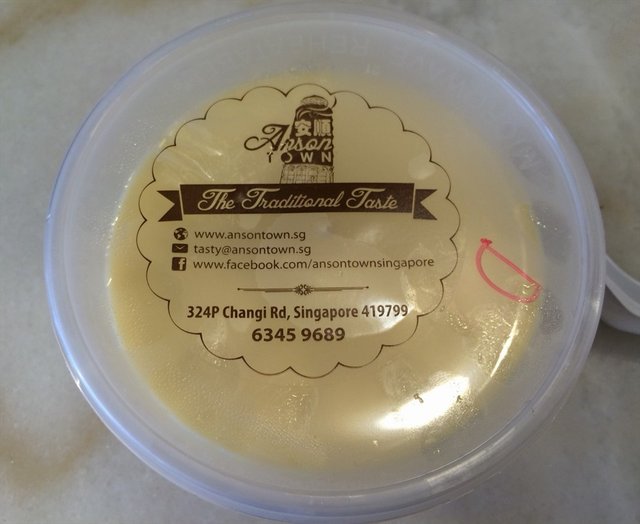 安順
Anson
TOWN
The Traditional Taste
www.ansontown.sg
tasty@ansontown.sg
www.facebook.com/ansontownsingapore
324P Changi Rd, Singapore 419799
6345 9689